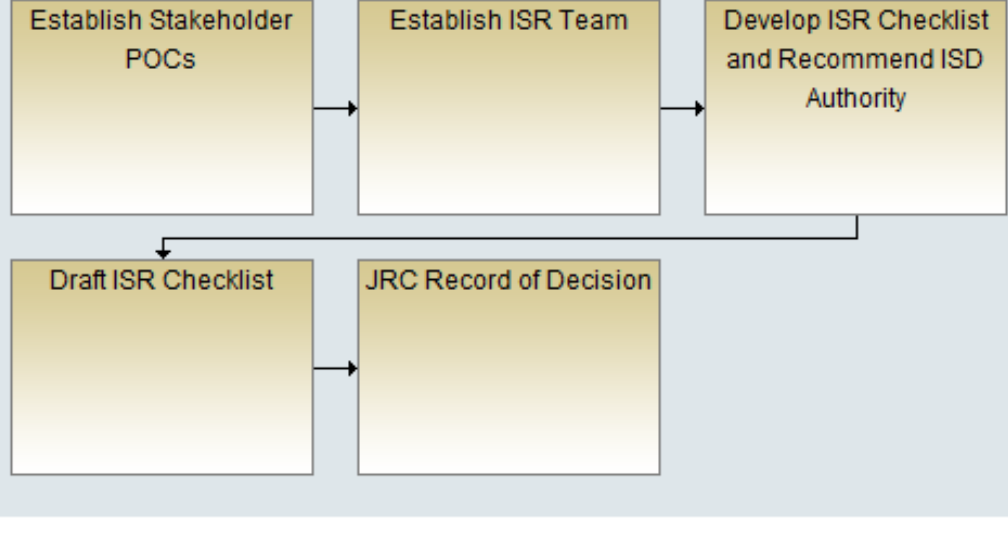 Establish Stakeholder
POCs
Establish ISR Team
Develop ISR Checklist
and Recommend ISD
Authority
Draft ISR Checklist
JRC Record of Decision